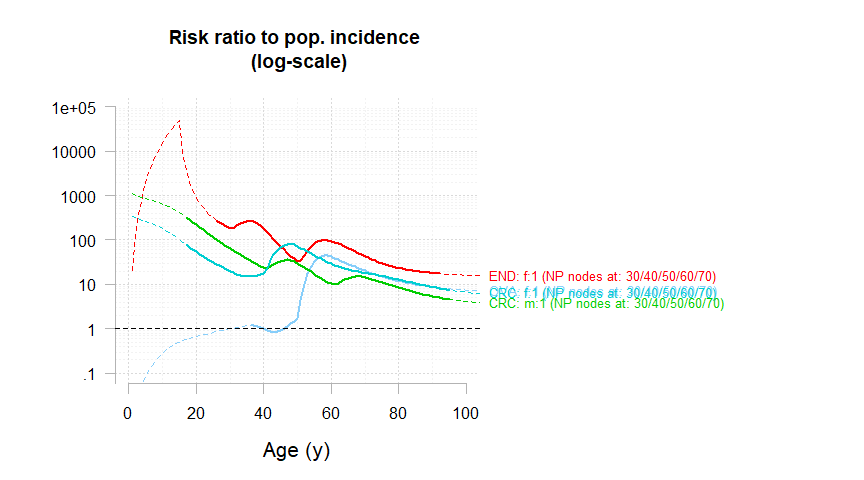 Risk ratio to pop. incidence
(log-scale)
1e+05
10000
1000
100
10
1
.1
0 20 40 60 80 100
Age (y)
END: f:1 (NP nodes at: 30/40/50/60/70)
CRC: f:1 (NP nodes at: 30/40/50/60/70)
CRC: m:1 (NP nodes at: 30/40/50/60/70)